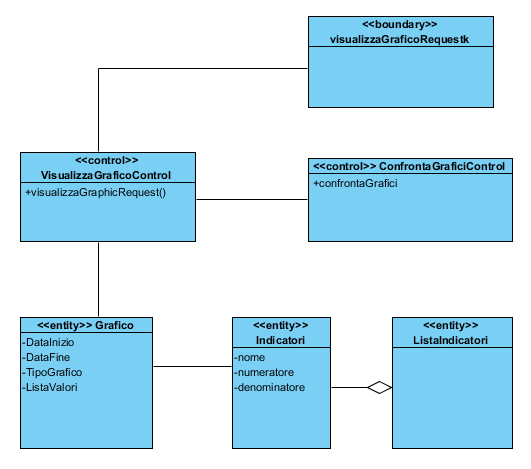 <<boundary>>
visualizzaGraficoRequestk
<<control>>
VisualizzaGraficoControl
+visualizzaGraphicRequest()
<<control>> ConfrontaGraficiControl
+confrontaGrafici
<<entity>> Grafico
-DataInizio
-DataFine
-TipoGrafico
-ListaValori
<<entity>>
Indicatori
-nome
-numeratore
-denominatore
<<entity>>
ListaIndicatori